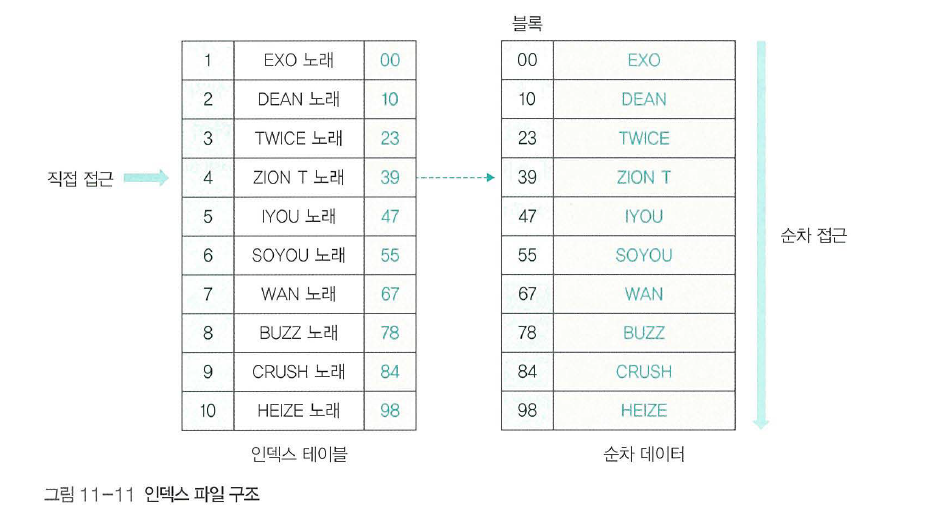 블록
1 EXO 노래 00 00 EXO
2 DEAN 노래 10 10 DEAN
3 TWICE 노래 23 23 TWICE
직접 접근 4 ZION T 노래 39 39 ZION T
5 IYOU 노래 47 47 IYOU
순차 접근
6 SOYOU 노래 55 55 SOYOU
7 WAN 노래 67 67 WAN
8 BUZZ 노래 78 78 BUZZ
9 CRUSH 노래 84 84 CRUSH
10 HEIZE 노래 98 98 HEIZE
인덱스 테이블 순차 데이터
그림 11-11 인덱스 파일 구조